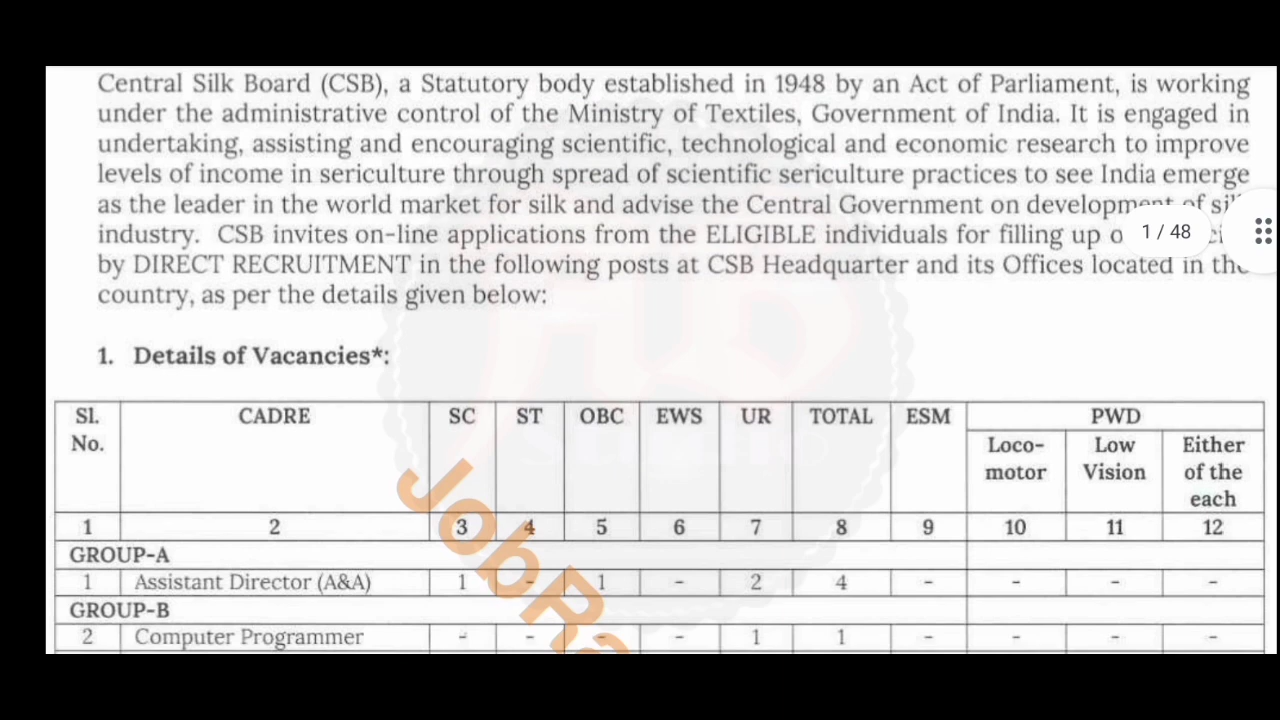 Central Silk Board (CSB), a Statutory body established in 1948 by an Act of Parliament, is working
under the administrative control of the Ministry of Textiles, Government of India. It is engaged in
undertaking, assisting and encouraging scientific, technological and economic research to improve
levels of income in sericulture through spread of scientific sericulture practices to see India emerge
as the leader in the world market for silk and advise the Central Government on development of
industry. CSB invites on-line applications from the ELIGIBLE individuals for filling up
1 / 48
by DIRECT RECRUITMENT in the following posts at CSB Headquarter and its Offices located in the
country, as per the details given below:
1. Details of Vacancies*:
Sl. No. CADRE SC ST OBC EWS UR TOTAL ESM PWD
Loco-motor Low Vision Either of the each
1 2 3 4 5 6 7 8 9 10 11 12
GROUP-A
1 Assistant Director (A&A) 1 - 1 - 2 4 - - - -
GROUP-B
2 Computer Programmer - - - - 1 1 - - - -
JobRa